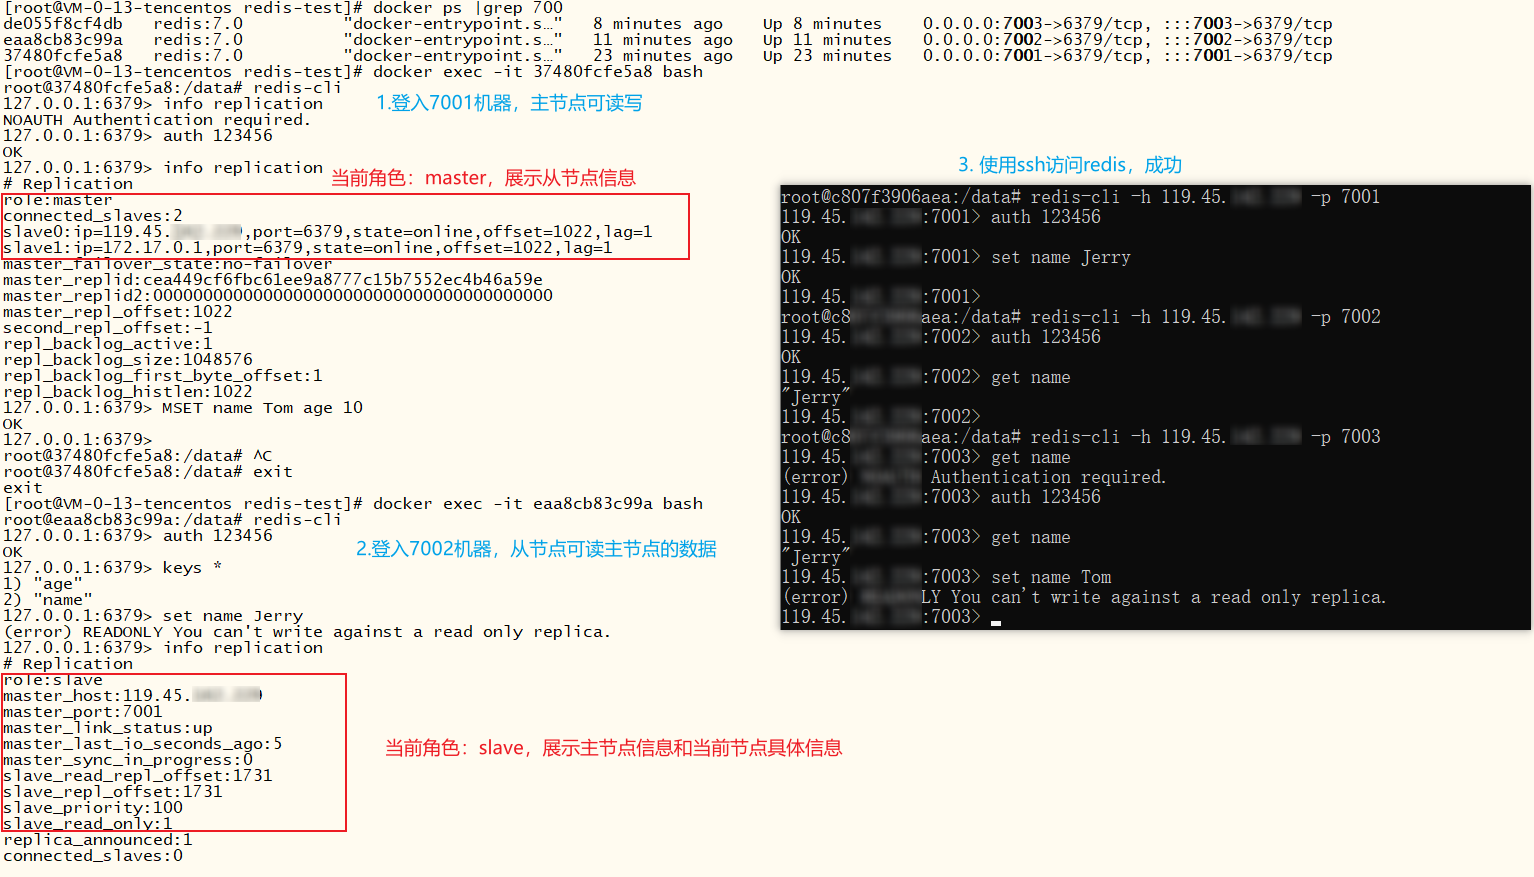 [root@VM-0-13-tencentos redis-test]# docker ps |grep 700
de055f8cf4db   redis:7.0          "docker-entrypoint.s…"   8 minutes ago    Up 8 minutes    0.0.0.0:7003->6379/tcp, :::7003->6379/tcp
eaa8cb83c99a   redis:7.0          "docker-entrypoint.s…"   11 minutes ago   Up 11 minutes   0.0.0.0:7002->6379/tcp, :::7002->6379/tcp
37480fcfe5a8   redis:7.0          "docker-entrypoint.s…"   23 minutes ago   Up 23 minutes   0.0.0.0:7001->6379/tcp, :::7001->6379/tcp
[root@VM-0-13-tencentos redis-test]# docker exec -it 37480fcfe5a8 bash
root@37480fcfe5a8:/data# redis-cli
127.0.0.1:6379> info replication
1.登入7001机器，主节点可读写
NOAUTH Authentication required.
127.0.0.1:6379> auth 123456
OK
127.0.0.1:6379> info replication
当前角色：master，展示从节点信息
# Replication
role:master
connected_slaves:2
slave0:ip=119.45. ,port=6379,state=online,offset=1022,lag=1
slave1:ip=172.17.0.1,port=6379,state=online,offset=1022,lag=1
master_failover_state:no-failover
master_replid:cea449cf6fbc61ee9a8777c15b7552ec4b46a59e
master_replid2:0000000000000000000000000000000000000000
master_repl_offset:1022
second_repl_offset:-1
repl_backlog_active:1
repl_backlog_size:1048576
repl_backlog_first_byte_offset:1
repl_backlog_histlen:1022
127.0.0.1:6379> MSET name Tom age 10
OK
127.0.0.1:6379>
root@37480fcfe5a8:/data# ^C
root@37480fcfe5a8:/data# exit
exit
[root@VM-0-13-tencentos redis-test]# docker exec -it eaa8cb83c99a bash
root@eaa8cb83c99a:/data# redis-cli
127.0.0.1:6379> auth 123456
OK
2.登入7002机器，从节点可读主节点的数据
127.0.0.1:6379> keys *
1) "age"
2) "name"
127.0.0.1:6379> set name Jerry
(error) READONLY You can't write against a read only replica.
127.0.0.1:6379> info replication
# Replication
role:slave
master_host:119.45.
master_port:7001
master_link_status:up
master_last_io_seconds_ago:5
master_sync_in_progress:0
slave_read_repl_offset:1731
slave_repl_offset:1731
slave_priority:100
slave_read_only:1
replica_announced:1
connected_slaves:0
当前角色：slave，展示主节点信息和当前节点具体信息
3. 使用ssh访问redis，成功
root@c807f3906aea:/data# redis-cli -h 119.45. -p 7001
119.45. :7001> auth 123456
OK
119.45. :7001> set name Jerry
OK
119.45. :7001>
root@c8 aea:/data# redis-cli -h 119.45. -p 7002
119.45. :7002> auth 123456
OK
119.45. :7002> get name
"Jerry"
119.45. :7002>
root@c8 aea:/data# redis-cli -h 119.45. -p 7003
119.45. :7003> get name
(error) Authentication required.
119.45. :7003> auth 123456
OK
119.45. :7003> get name
"Jerry"
119.45. :7003> set name Tom
(error) LY You can't write against a read only replica.
119.45. :7003>